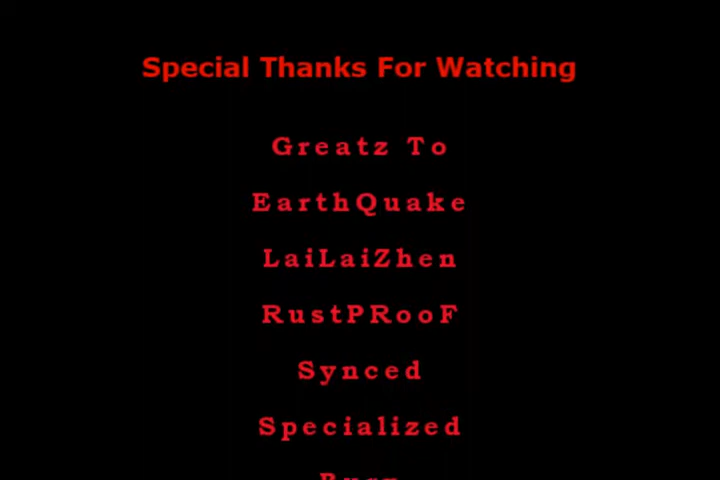 Special Thanks For Watching
Greatz To
EarthQuake
LaiLaiZhen
RustPRooF
Synced
Specialized